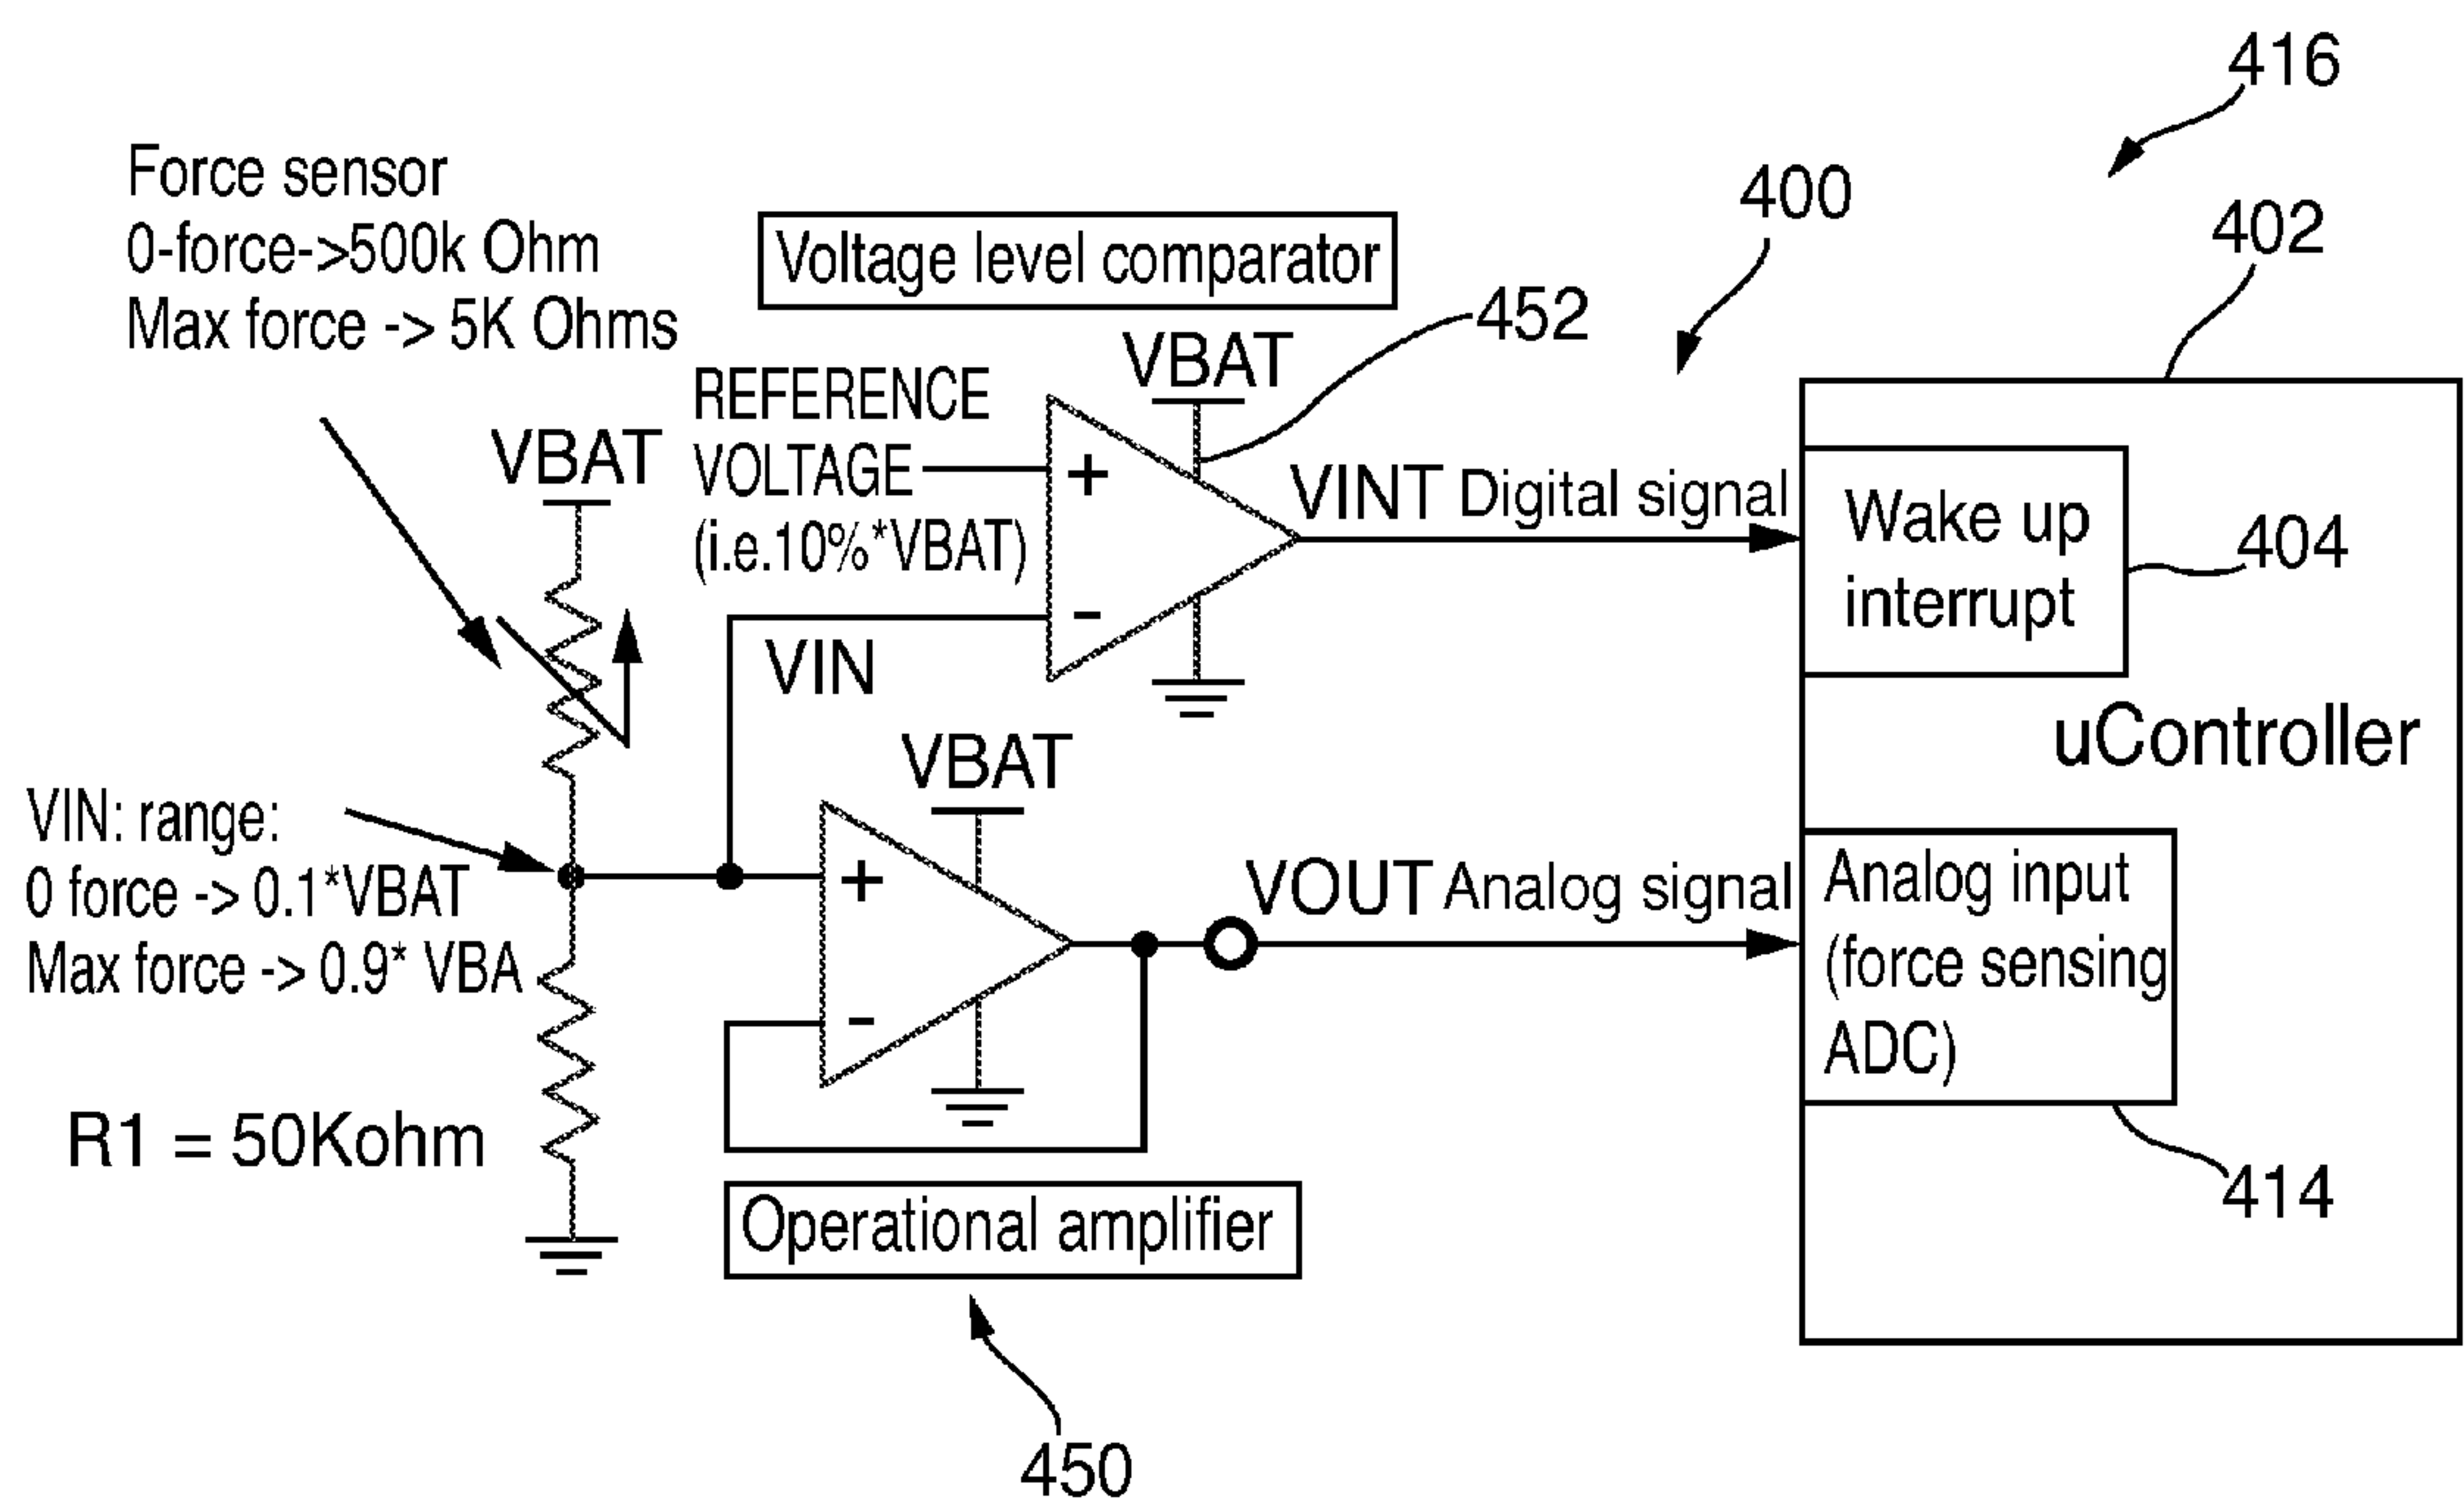 416
400
402
Force sensor
0-force->500k Ohm
Max force -> 5K Ohms
Voltage level comparator
452
VBAT
REFERENCE
VOLTAGE
(i.e.10%*VBAT)
+
-
VBAT
VINT Digital signal
Wake up
interrupt
404
VIN
uController
VBAT
VIN: range:
0 force -> 0.1*VBAT
Max force -> 0.9* VBA
+
-
VOUT Analog signal
Analog input
(force sensing
ADC)
R1 = 50Kohm
414
Operational amplifier
450